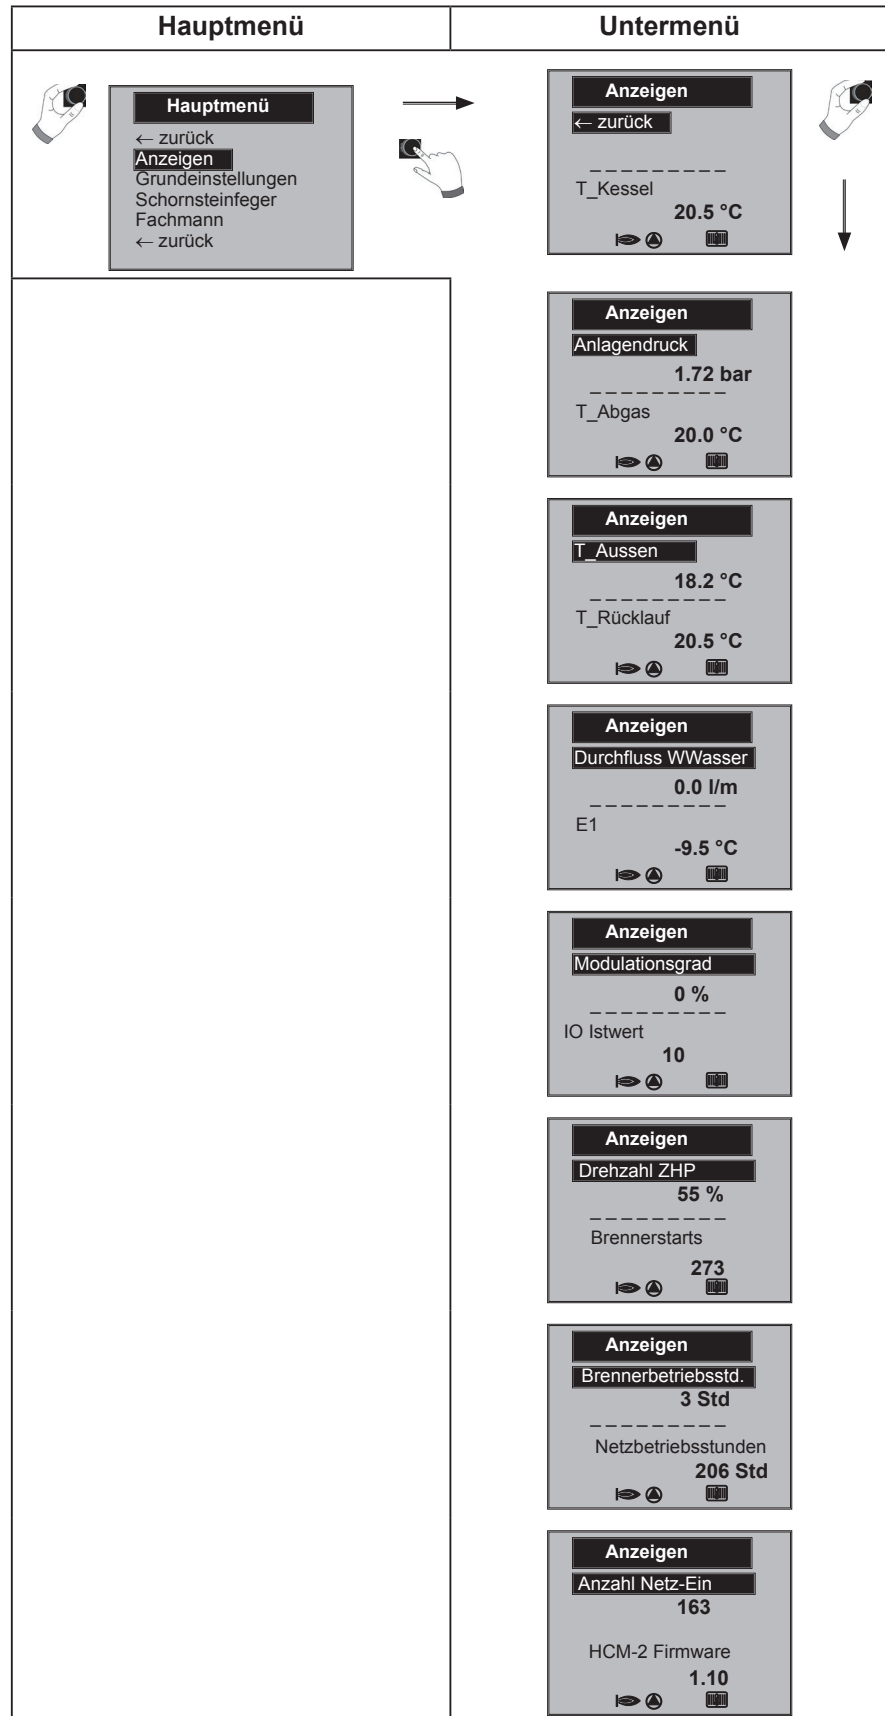 Hauptmenü
Untermenü
Hauptmenü
← zurück
Anzeigen
Grundeinstellungen
Schornsteinfeger
Fachmann
← zurück
Anzeigen
← zurück
T_Kessel
20.5 °C
Anzeigen
Anlagendruck
1.72 bar
T_Abgas
20.0 °C
Anzeigen
T_Aussen
18.2 °C
T_Rücklauf
20.5 °C
Anzeigen
Durchfluss WWasser
0.0 l/m
E1
-9.5 °C
Anzeigen
Modulationsgrad
0 %
IO Istwert
10
Anzeigen
Drehzahl ZHP
55 %
Brennerstarts
273
Anzeigen
Brennerbetriebsstd.
3 Std
Netzbetriebsstunden
206 Std
Anzeigen
Anzahl Netz-Ein
163
HCM-2 Firmware
1.10